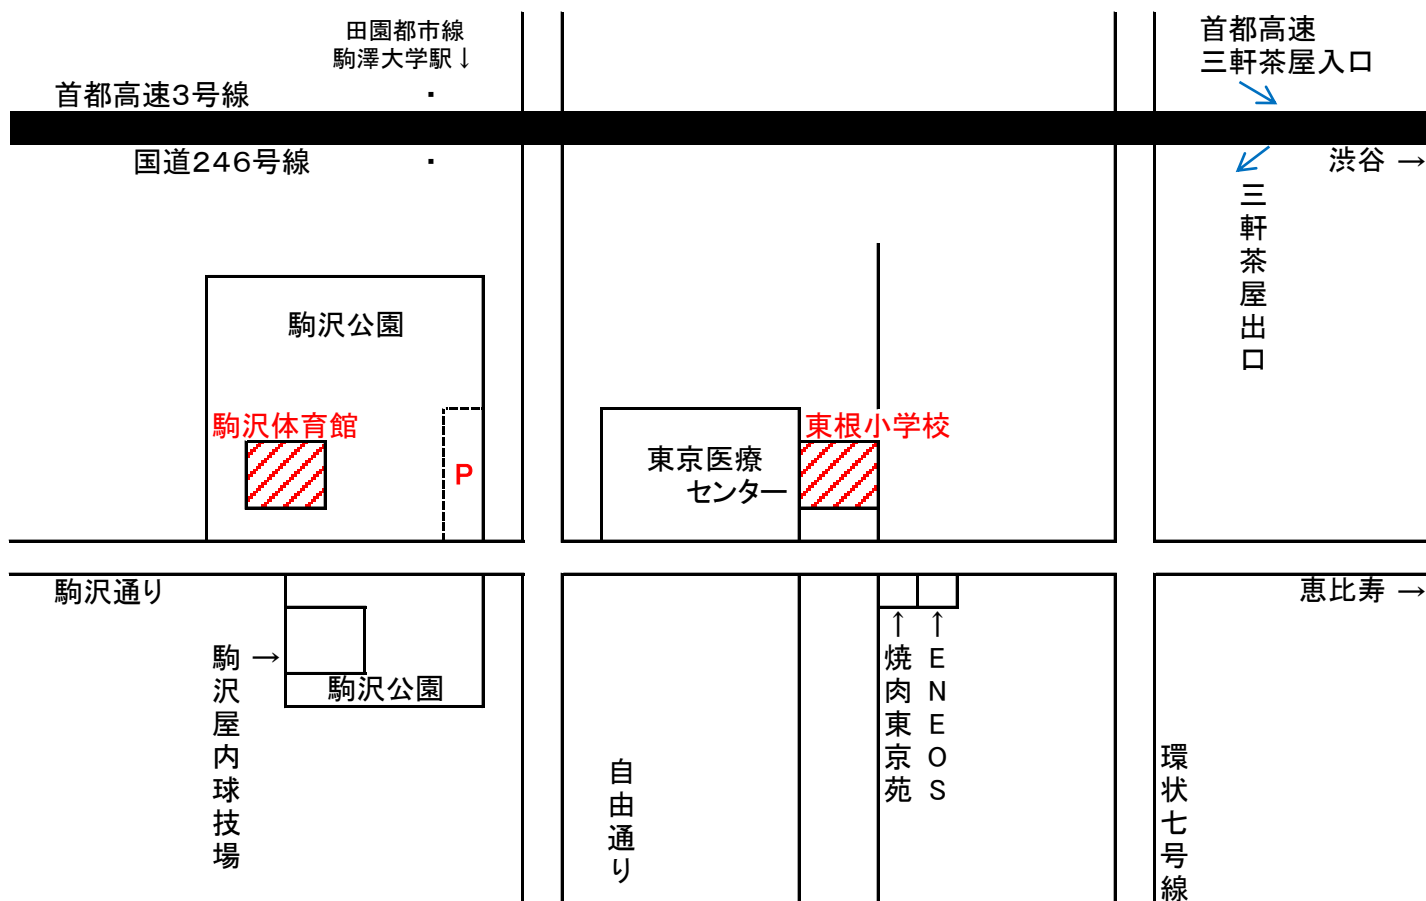 田園都市線
駒澤大学駅↓
首都高速
三軒茶屋入口
首都高速3号線
国道246号線
渋谷 →
三軒茶屋出口
駒沢公園
駒沢体育館
P
東京医療
センター
東根小学校
駒沢通り
恵比寿 →
駒沢屋内球技場
→
駒沢公園
↑
焼肉東京苑
↑
ENEOS
自由通り
環状七号線